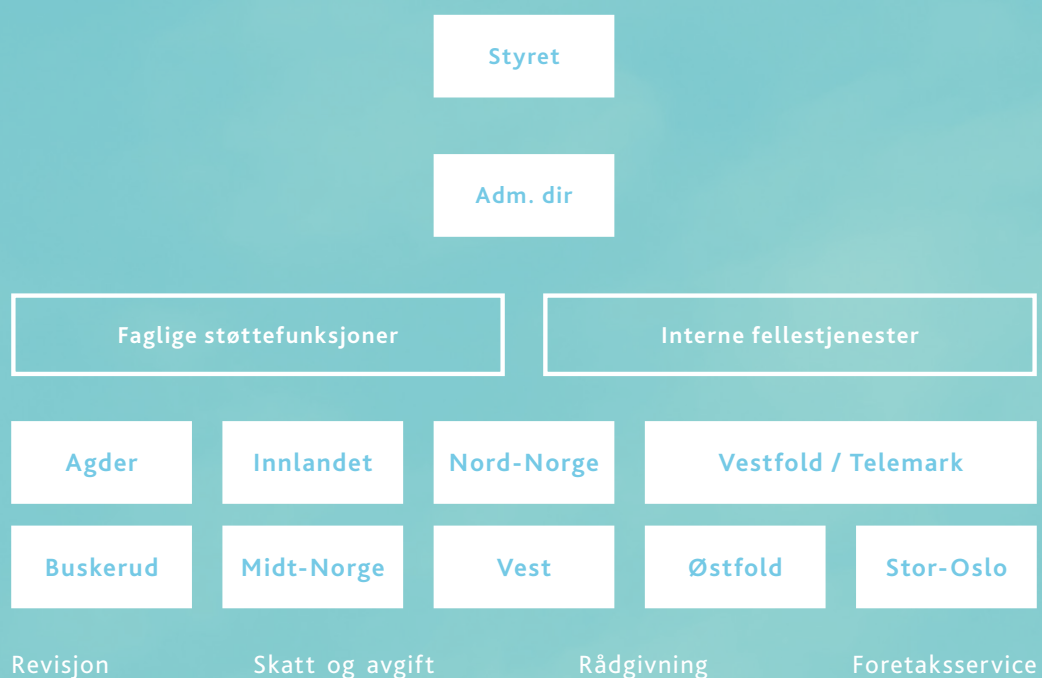 Styret
Adm. dir
Faglige støttefunksjoner
Interne fellestjenester
Agder
Innlandet
Nord-Norge
Vestfold / Telemark
Buskerud
Midt-Norge
Vest
Østfold
Stor-Oslo
Revisjon
Skatt og avgift
Rådgivning
Foretaksservice